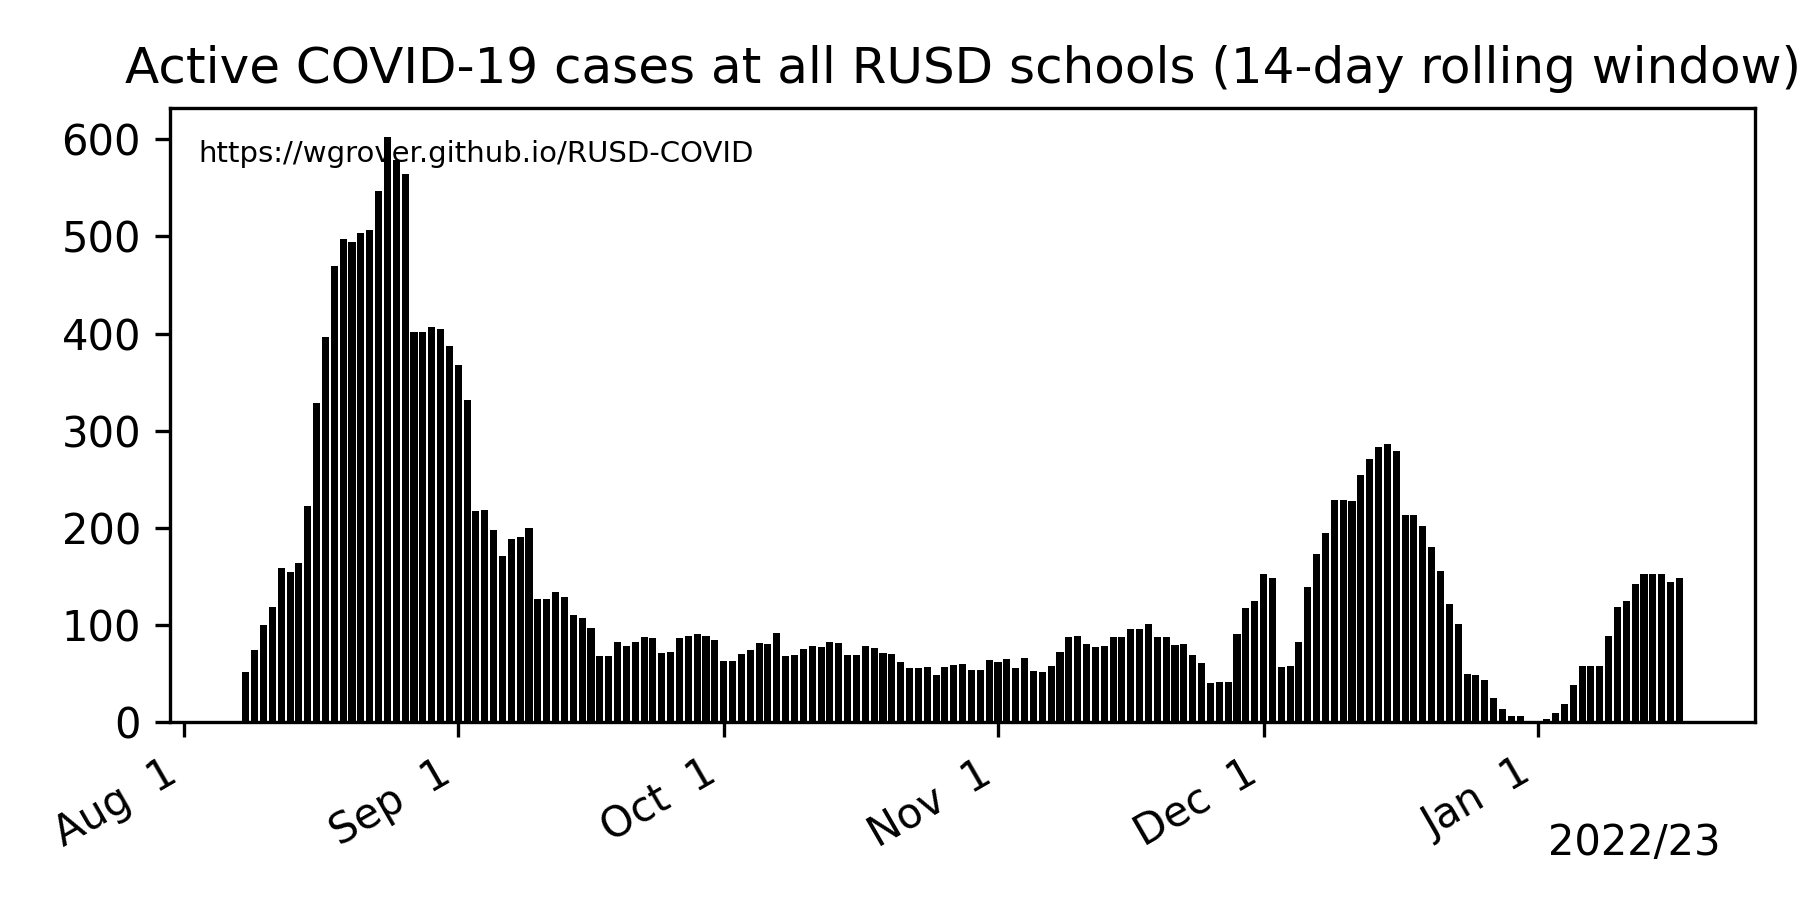 Active COVID-19 cases at all RUSD schools (14-day rolling window)
https://wgrover.github.io/RUSD-COVID
600
500
400
300
200
100
0
Aug 1
Sep 1
Oct 1
Nov 1
Dec 1
Jan 1
2022/23